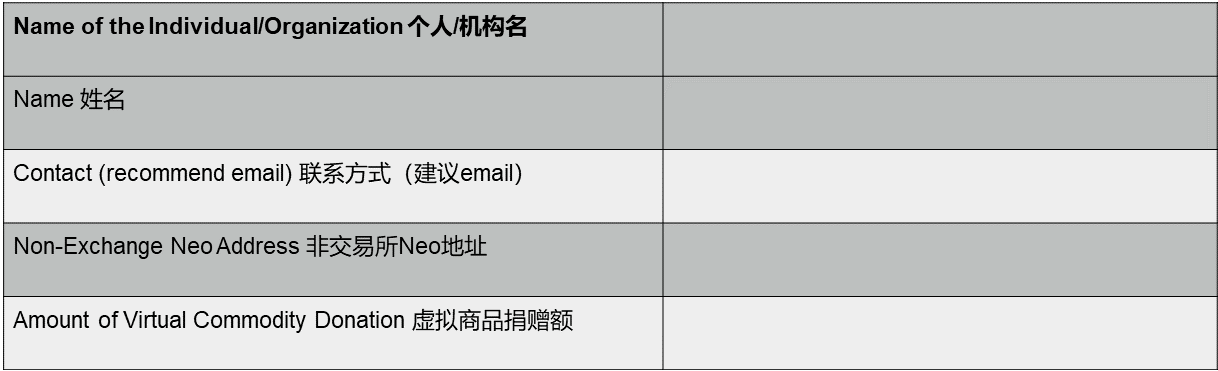 Name of the Individual/Organization 个人/机构名
Name 姓名
Contact (recommend email) 联系方式（建议email）
Non-Exchange Neo Address 非交易所Neo地址
Amount of Virtual Commodity Donation 虚拟商品捐赠额